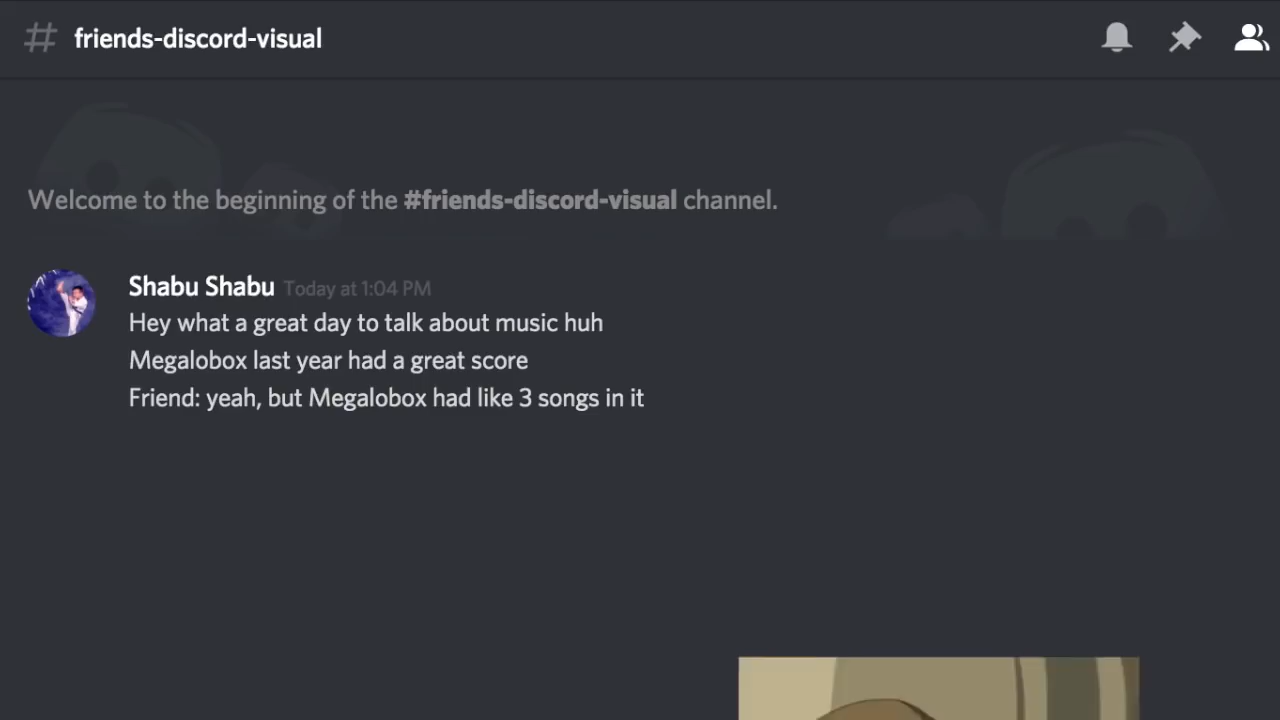 # friends-discord-visual
Welcome to the beginning of the #friends-discord-visual channel.
Shabu Shabu Today at 1:04 PM
Hey what a great day to talk about music huh
Megalobox last year had a great score
Friend: yeah, but Megalobox had like 3 songs in it